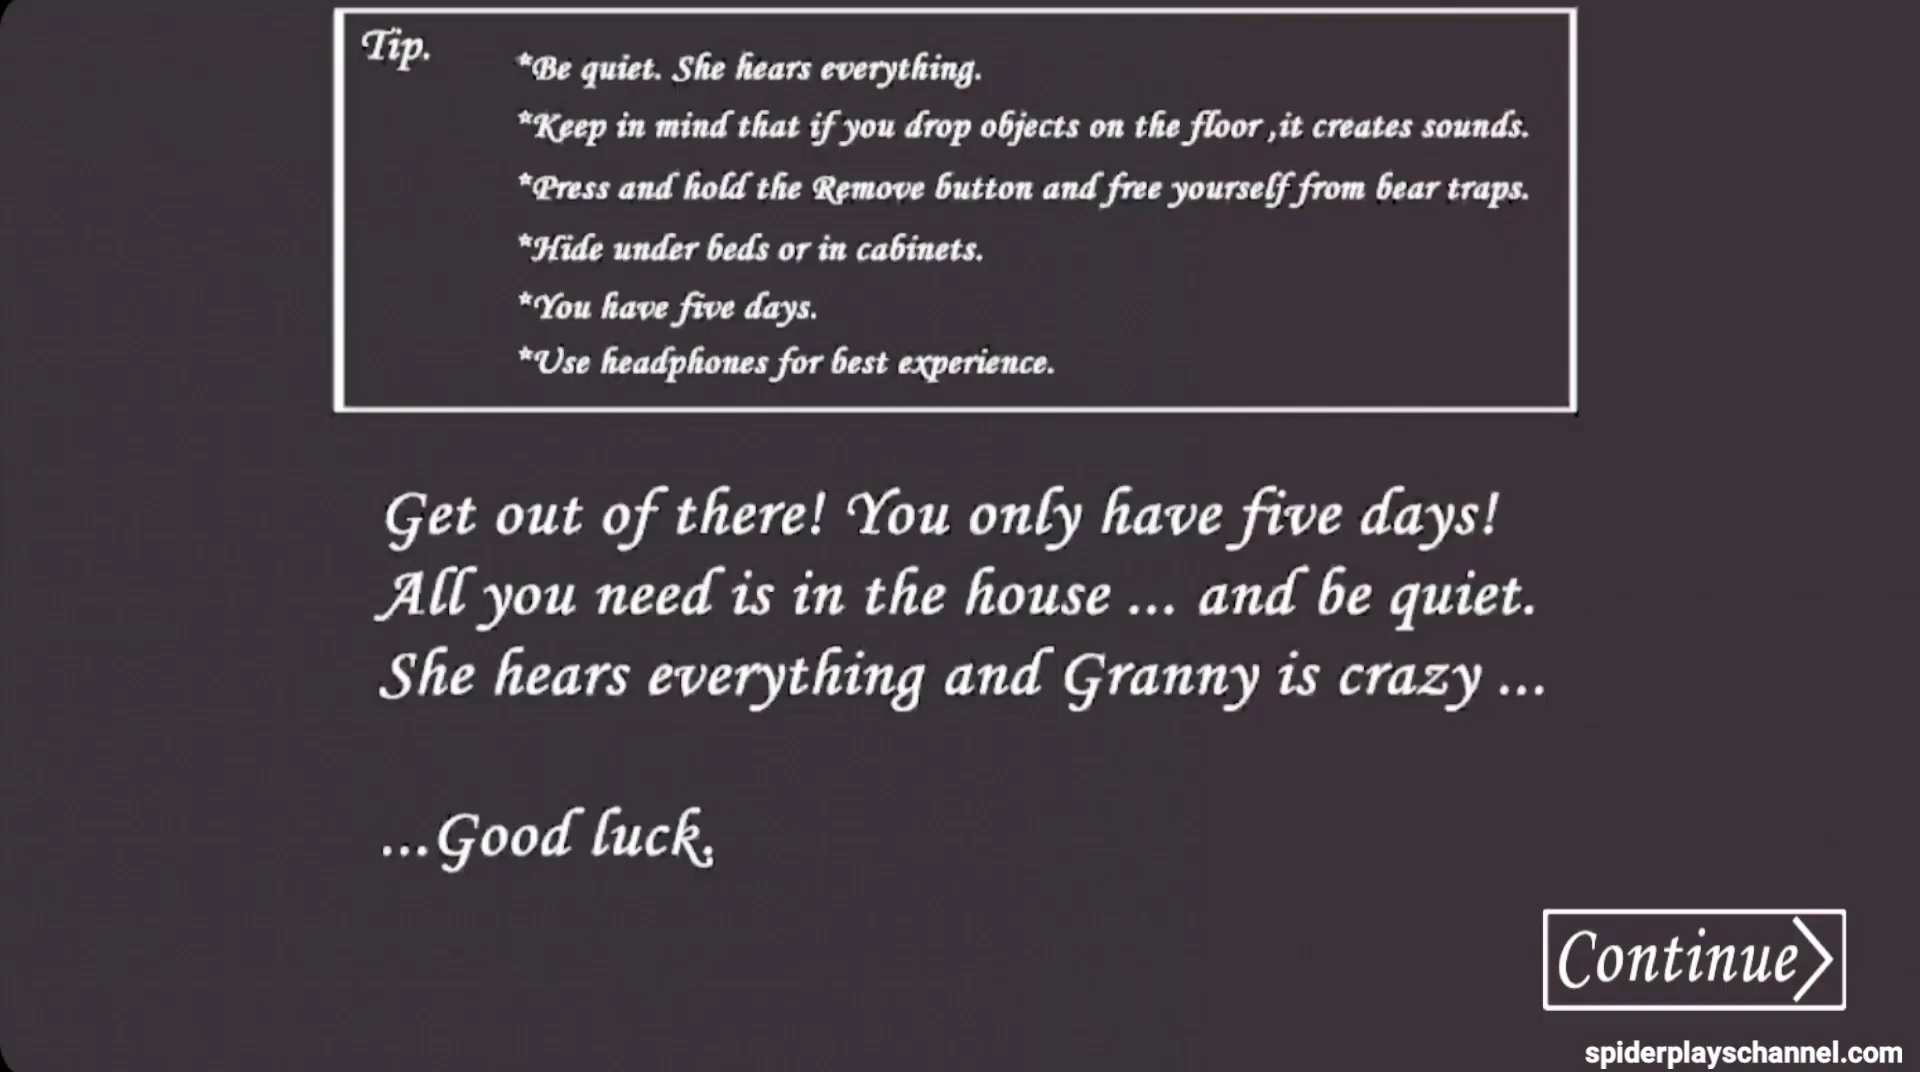 Tip.
*Be quiet. She hears everything.
*Keep in mind that if you drop objects on the floor ,it creates sounds.
*Press and hold the Remove button and free yourself from bear traps.
*Hide under beds or in cabinets.
*You have five days.
*Use headphones for best experience.
Get out of there! You only have five days!
All you need is in the house ... and be quiet.
She hears everything and Granny is crazy ...
...Good luck.
Continue
spiderplayschannel.com